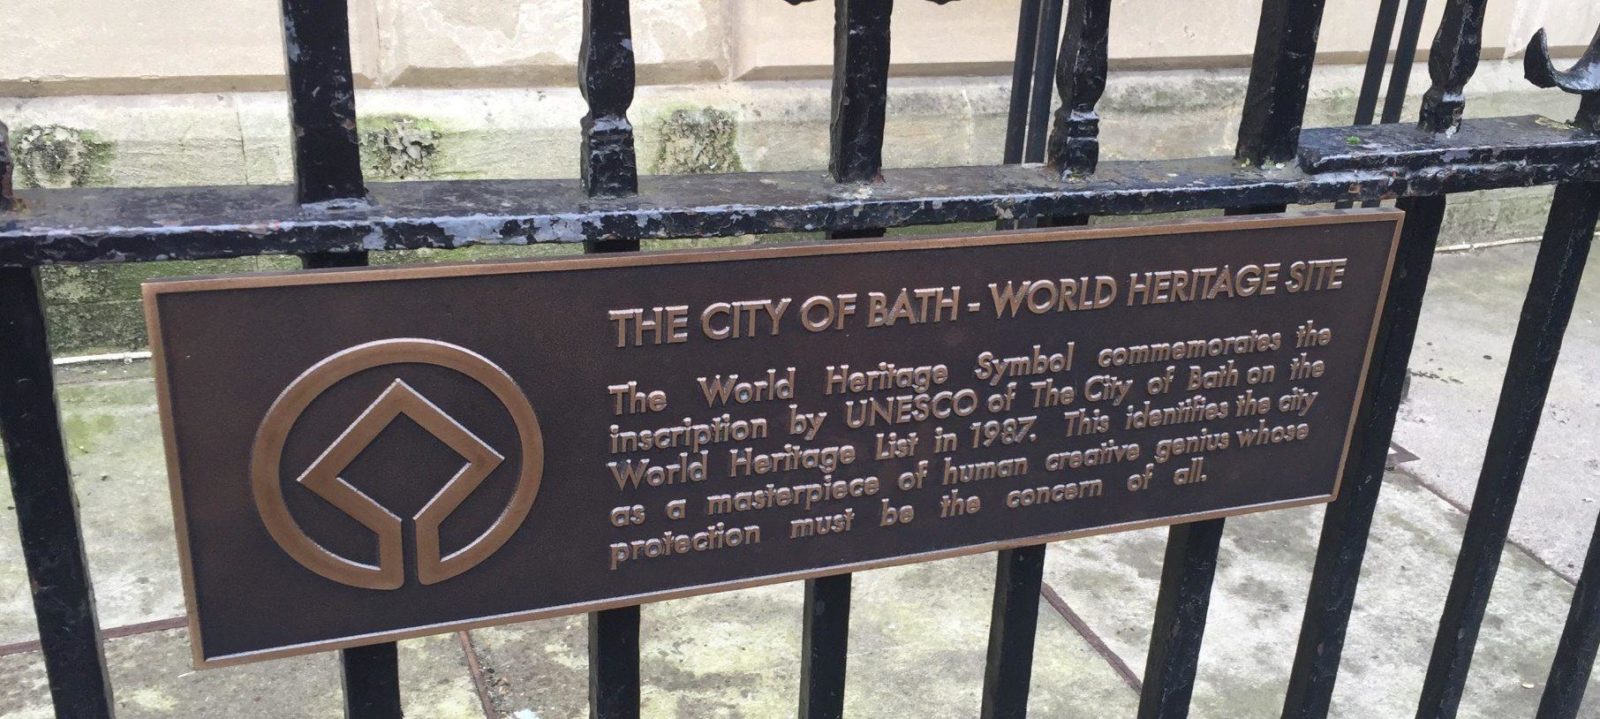 THE CITY OF BATH - WORLD HERITAGE SITE
The World Heritage Symbol commemorates the
inscription by UNESCO of The City of Bath on the
World Heritage List in 1987. This identifies the city
as a masterpiece of human creative genius whose
protection must be the concern of all.